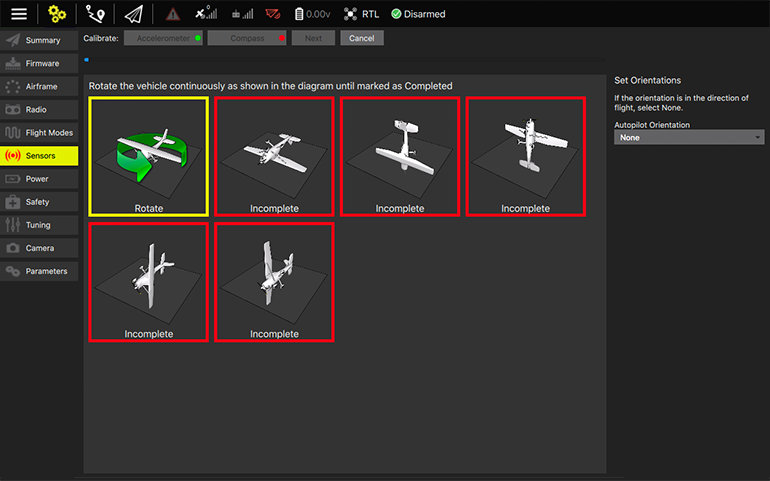 0.00v RTL Disarmed
Calibrate: Accelerometer Compass Next Cancel
Summary
Firmware
Airframe
Radio
Flight Modes
Sensors
Power
Safety
Tuning
Camera
Parameters
Rotate the vehicle continuously as shown in the diagram until marked as Completed
Rotate Incomplete Incomplete Incomplete
Incomplete Incomplete
Set Orientations
If the orientation is in the direction of
flight, select None.
Autopilot Orientation
None